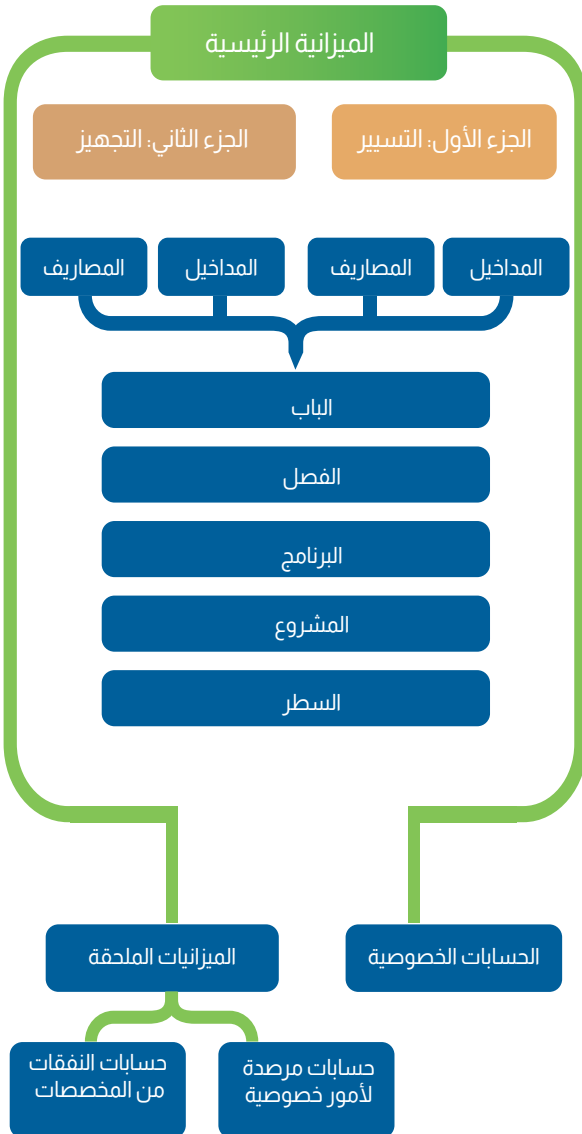 الميزانية الرئيسية
الجزء الأول: التسيير
الجزء الثاني: التجهيز
المداخيل
المصاريف
المداخيل
المصاريف
الباب
الفصل
البرنامج
المشروع
السطر
الحسابات الخصوصية
الميزانيات الملحقة
حسابات مرصدة
لأمور خصوصية
حسابات النفقات
من المخصصات